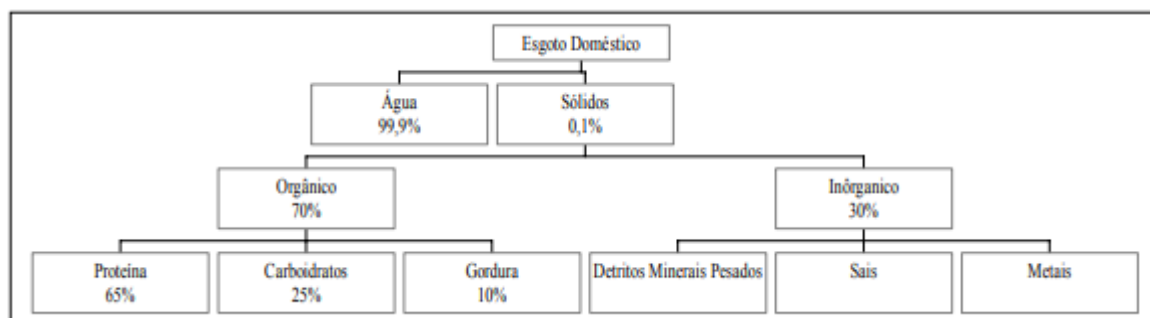 Esgoto Doméstico
Água
99,9%
Sólidos
0,1%
Orgânico
70%
Inôrganico
30%
Proteína
65%
Carboidratos
25%
Gordura
10%
Detritos Minerais Pesados
Sais
Metais